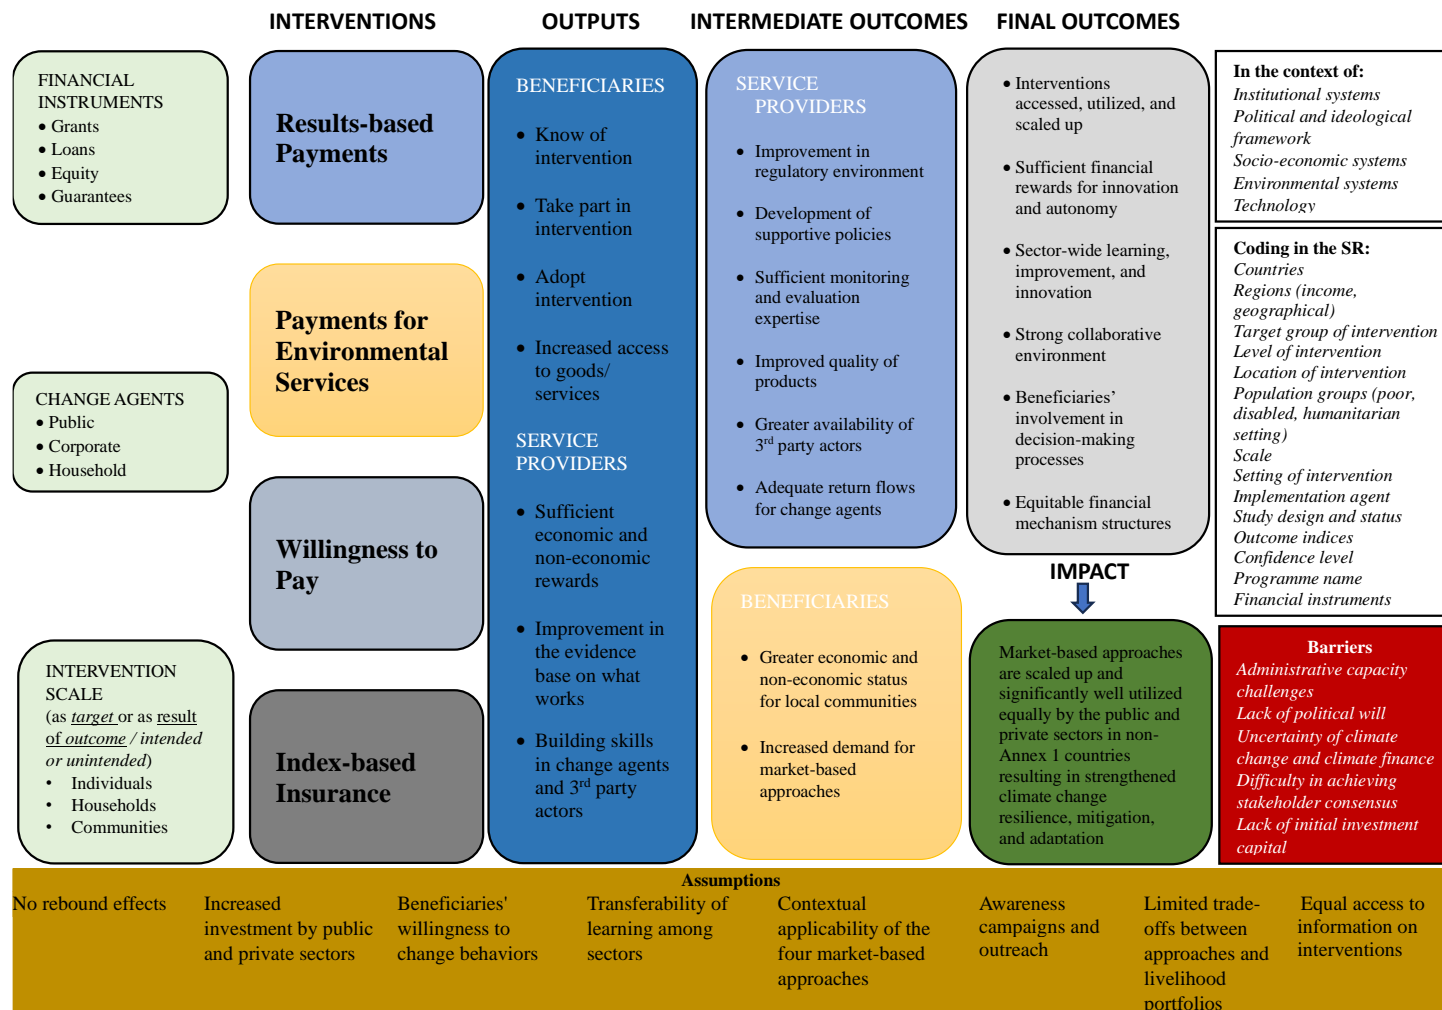 INTERVENTIONS
OUTPUTS
INTERMEDIATE OUTCOMES
FINAL OUTCOMES
FINANCIAL
INSTRUMENTS
• Grants
• Loans
• Equity
• Guarantees
CHANGE AGENTS
• Public
• Corporate
• Household
INTERVENTION
SCALE
(as target or as result
of outcome / intended
or unintended)
• Individuals
• Households
• Communities
Results-based
Payments
Payments for
Environmental
Services
Willingness to
Pay
Index-based
Insurance
BENEFICIARIES
• Know of
intervention
• Take part in
intervention
• Adopt
intervention
• Increased access
to goods/
services
SERVICE
PROVIDERS
• Sufficient
economic and
non-economic
rewards
• Improvement in
the evidence
base on what
works
• Building skills
in change agents
and 3rd party
actors
SERVICE
PROVIDERS
• Improvement in
regulatory environment
• Development of
supportive policies
• Sufficient monitoring
and evaluation
expertise
• Improved quality of
products
• Greater availability of
3rd party actors
• Adequate return flows
for change agents
BENEFICIARIES
• Greater economic and
non-economic status
for local communities
• Increased demand for
market-based
approaches
• Interventions
accessed, utilized, and
scaled up
• Sufficient financial
rewards for innovation
and autonomy
• Sector-wide learning,
improvement, and
innovation
• Strong collaborative
environment
• Beneficiaries’
involvement in
decision-making
processes
• Equitable financial
mechanism structures
IMPACT
Market-based approaches
are scaled up and
significantly well utilized
equally by the public and
private sectors in non-
Annex 1 countries
resulting in strengthened
climate change
resilience, mitigation,
and adaptation
In the context of:
Institutional systems
Political and ideological
framework
Socio-economic systems
Environmental systems
Technology
Coding in the SR:
Countries
Regions (income,
geographical)
Target group of intervention
Level of intervention
Location of intervention
Population groups (poor,
disabled, humanitarian
setting)
Scale
Setting of intervention
Implementation agent
Study design and status
Outcome indices
Confidence level
Programme name
Financial instruments
Barriers
Administrative capacity
challenges
Lack of political will
Uncertainty of climate
change and climate finance
Difficulty in achieving
stakeholder consensus
Lack of initial investment
capital
Assumptions
No rebound effects
Increased
investment by public
and private sectors
Beneficiaries'
willingness to
change behaviors
Transferability of
learning among
sectors
Contextual
applicability of the
four market-based
approaches
Awareness
campaigns and
outreach
Limited trade-
offs between
approaches and
livelihood
portfolios
Equal access to
information on
interventions